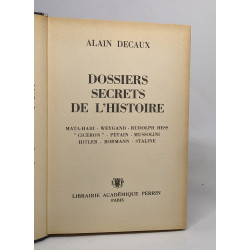 ALAIN DECAUX
DOSSIERS
SECRETS
DE L'HISTOIRE
MATA-HARI - WEYGAND - RUDOLPH HESS
"CICÉRON" - PÉTAIN - MUSSOLINI
HITLER - BORMANN - STALINE
LIBRAIRIE ACADÉMIQUE PERRIN
PARIS